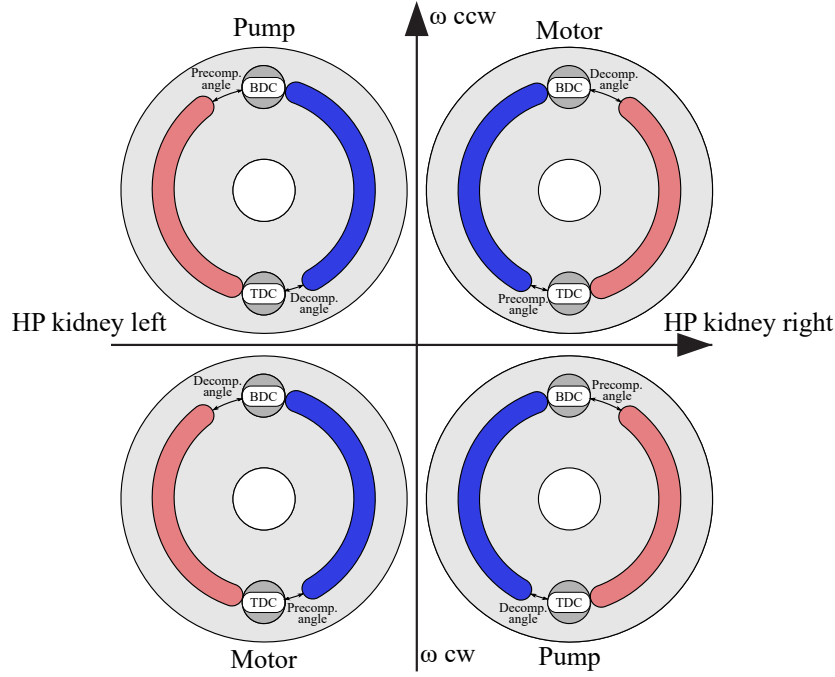 Pump
ω ccw
Motor
Precomp.
angle
BDC
BDC
Decomp.
angle
TDC
Decomp.
angle
Precomp.
angle
TDC
HP kidney left
HP kidney right
Decomp.
angle
BDC
BDC
Precomp.
angle
TDC
Precomp.
angle
Decomp.
angle
TDC
Motor
ω cw
Pump